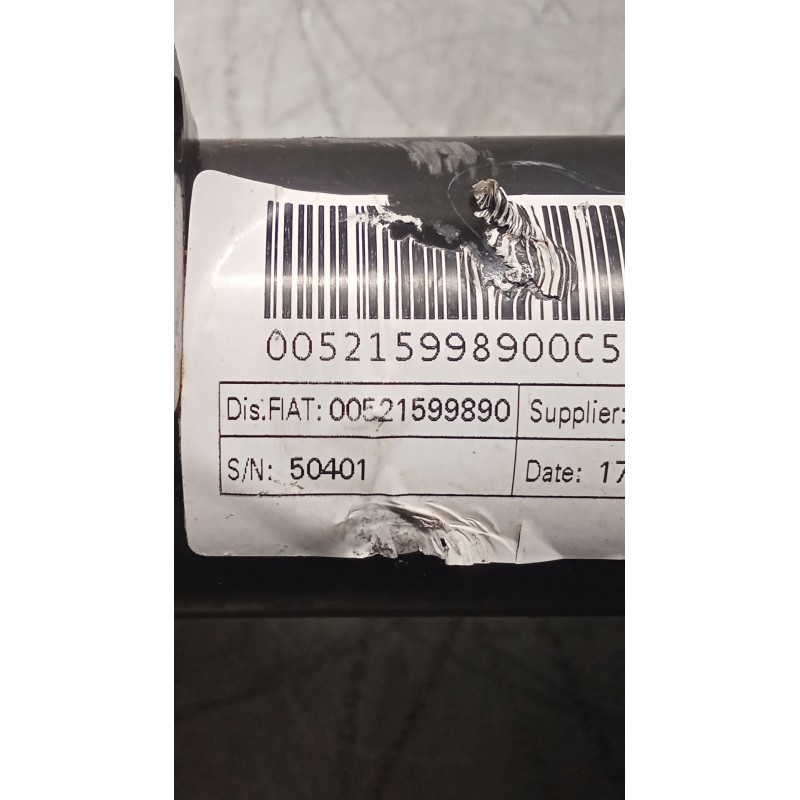 005215998900C5
Dis.FIAT: 00521599890 Supplier:
S/N: 50401 Date: 17